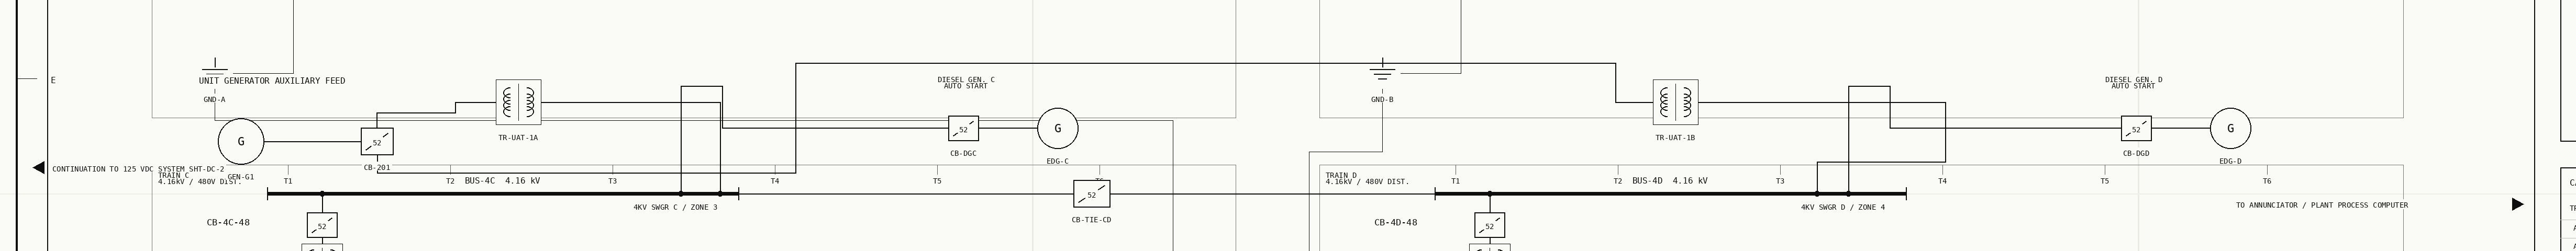 E
UNIT GENERATOR AUXILIARY FEED
GND-A
G
GEN-G1
52
CB-201
TR-UAT-1A
DIESEL GEN. C
AUTO START
52
CB-DGC
G
EDG-C
GND-B
TR-UAT-1B
DIESEL GEN. D
AUTO START
52
CB-DGD
G
EDG-D
CONTINUATION TO 125 VDC SYSTEM SHT-DC-2
TRAIN C
4.16kV / 480V DIST.
T1
T2
T3
T4
T5
BUS-4C 4.16 kV
4KV SWGR C / ZONE 3
52
CB-TIE-CD
TRAIN D
4.16kV / 480V DIST.
T1
T2
T3
T4
T5
T6
BUS-4D 4.16 kV
4KV SWGR D / ZONE 4
TO ANNUNCIATOR / PLANT PROCESS COMPUTER
CB-4C-48
52
CB-4D-48
52